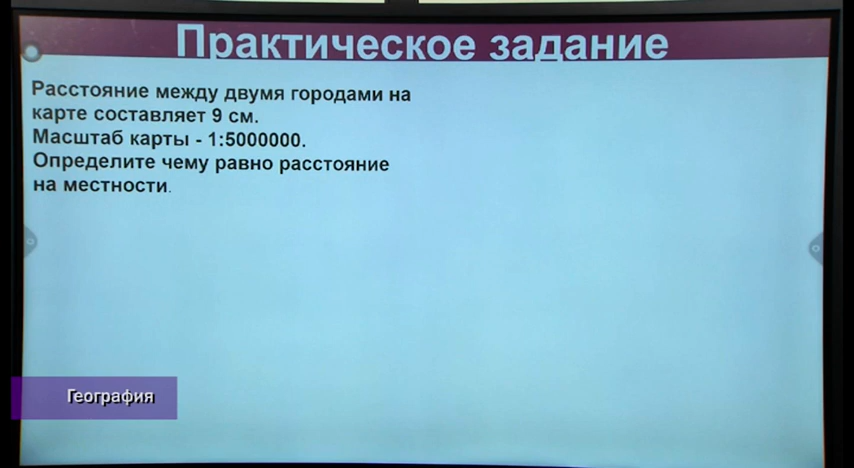 Практическое задание
Расстояние между двумя городами на
карте составляет 9 см.
Масштаб карты - 1:5000000.
Определите чему равно расстояние
на местности.
География